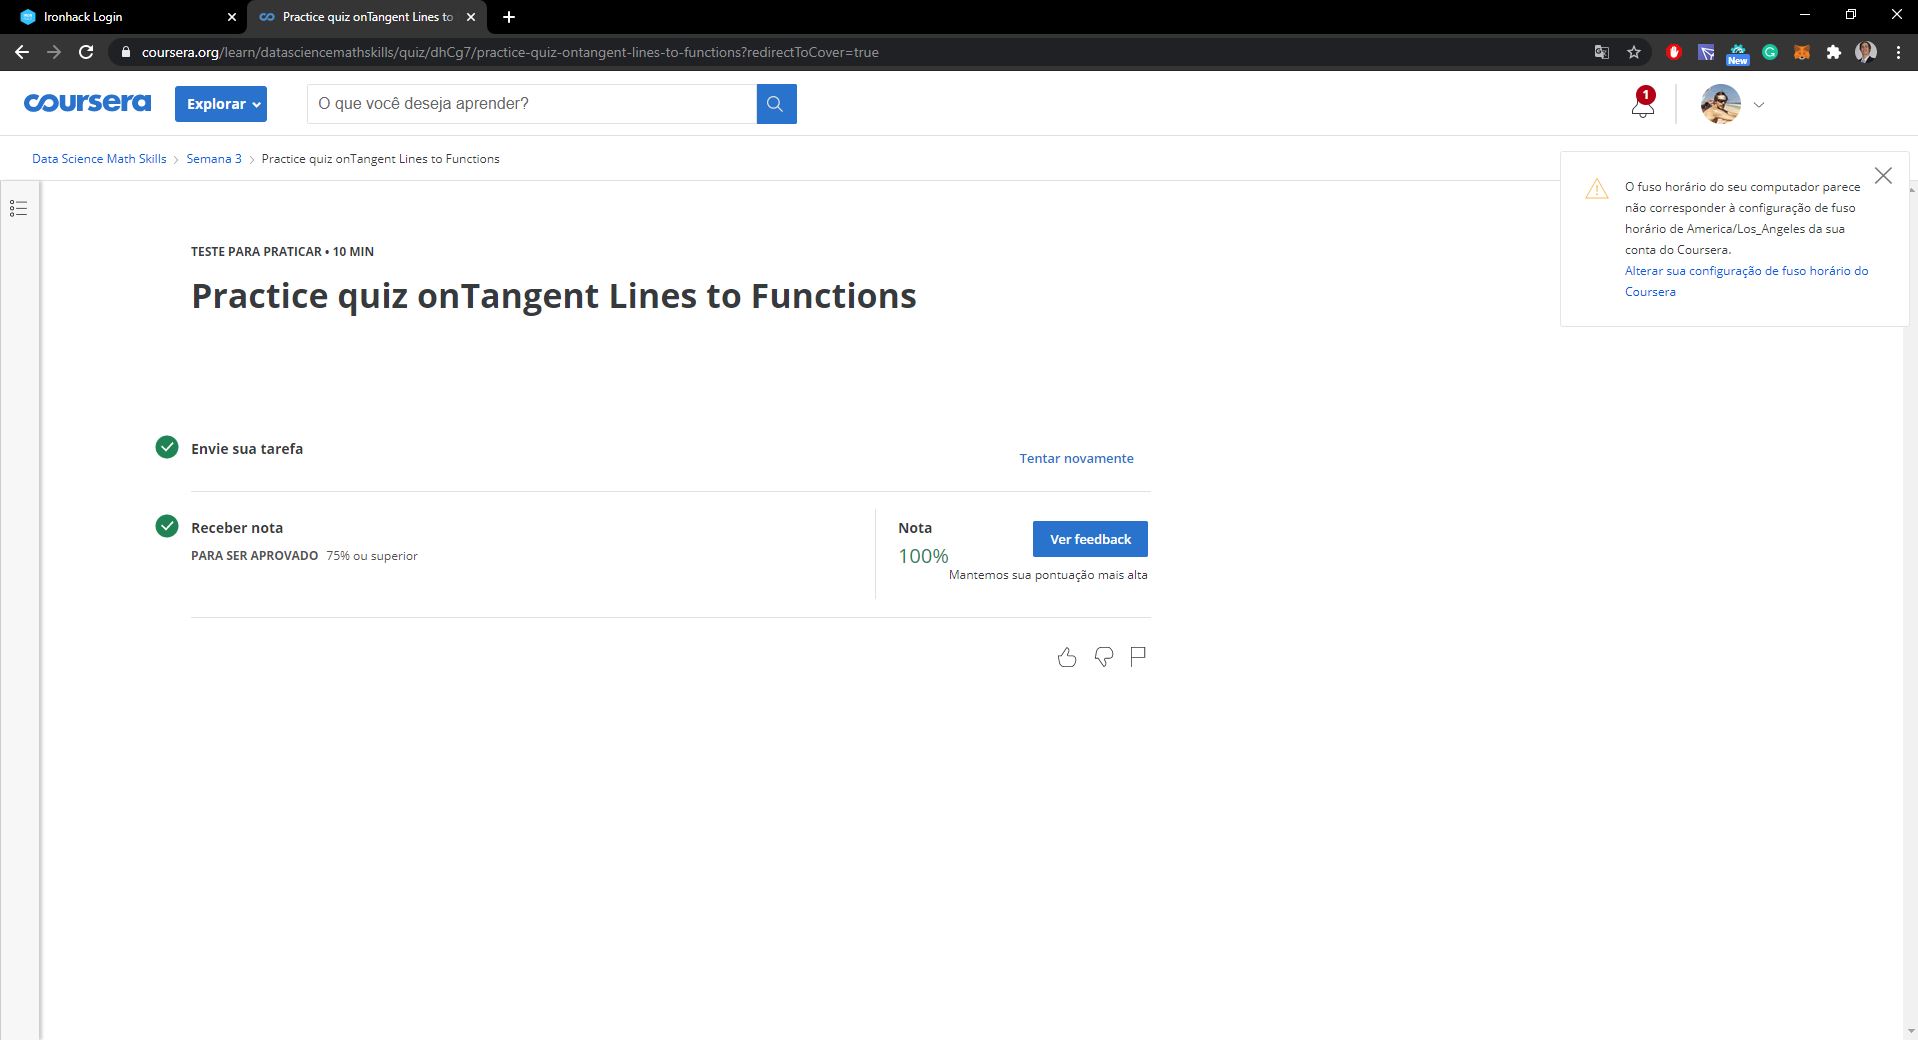 Ironhack Login
Practice quiz onTangent Lines to
coursera.org/learn/datasciencemathskills/quiz/dhCg7/practice-quiz-ontangent-lines-to-functions?redirectToCover=true
New
coursera
Explorar
O que você deseja aprender?
1
Data Science Math Skills
Semana 3
Practice quiz onTangent Lines to Functions
O fuso horário do seu computador parece
não corresponder à configuração de fuso
horário de America/Los_Angeles da sua
conta do Coursera.
Alterar sua configuração de fuso horário do
Coursera
TESTE PARA PRATICAR • 10 MIN
Practice quiz onTangent Lines to Functions
Envie sua tarefa
Tentar novamente
Receber nota
PARA SER APROVADO 75% ou superior
Nota
100%
Ver feedback
Mantemos sua pontuação mais alta